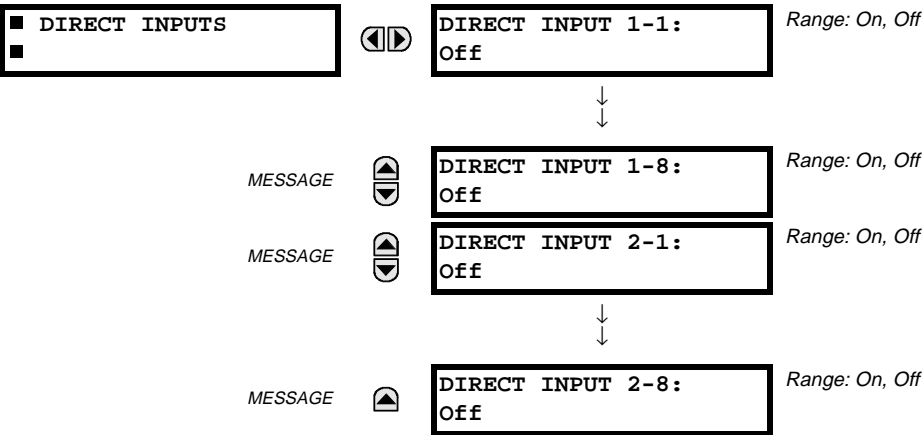 ■ DIRECT INPUTS
■
DIRECT INPUT 1-1:
Off
Range: On, Off
↓
↓
MESSAGE
DIRECT INPUT 1-8:
Off
Range: On, Off
MESSAGE
DIRECT INPUT 2-1:
Off
Range: On, Off
↓
↓
MESSAGE
DIRECT INPUT 2-8:
Off
Range: On, Off